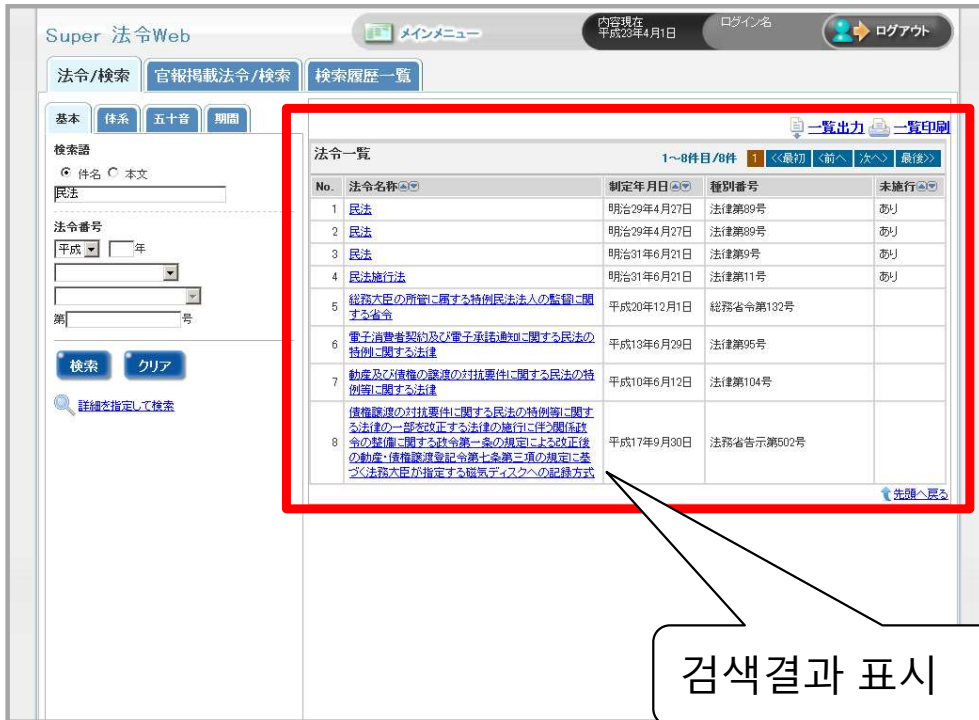 Super 法令Web
メインメニュー
内容現在
平成23年4月1日
ログイン名
ログアウト
法令/検索
官報掲載法令/検索
検索履歴一覧
基本
体系
五十音
期間
検索語
件名
本文
民法
法令番号
平成
年
第
号
検索
クリア
詳細を指定して検索
一覧出力
一覧印刷
法令一覧
1~8件目/8件 1 <<最初 <前へ 次へ> 最後>>
No. 法令名称 制定年月日 種別番号 未施行
1 民法 明治29年4月27日 法律第89号 あり
2 民法 明治29年4月27日 法律第89号 あり
3 民法 明治31年6月21日 法律第9号 あり
4 民法施行法 明治31年6月21日 法律第11号 あり
5 総務大臣の所管に属する特例民法法人の監督に関
する省令 平成20年12月1日 総務省令第132号
6 電子消費者契約及び電子承諾通知に関する民法の
特例に関する法律 平成13年6月29日 法律第95号
7 動産及び債権の譲渡の対抗要件に関する民法の特
例等に関する法律 平成10年6月12日 法律第104号
8 債権譲渡の対抗要件に関する民法の特例等に関す
る法律の一部を改正する法律の施行に伴う関係政
令の整備に関する政令第一条の規定による改正後
の動産・債権譲渡登記令第七条第三項の規定に基
づく法務大臣が指定する磁気ディスクへの記録方式 平成17年9月30日 法務省告示第502号
先頭へ戻る
검색결과 표시